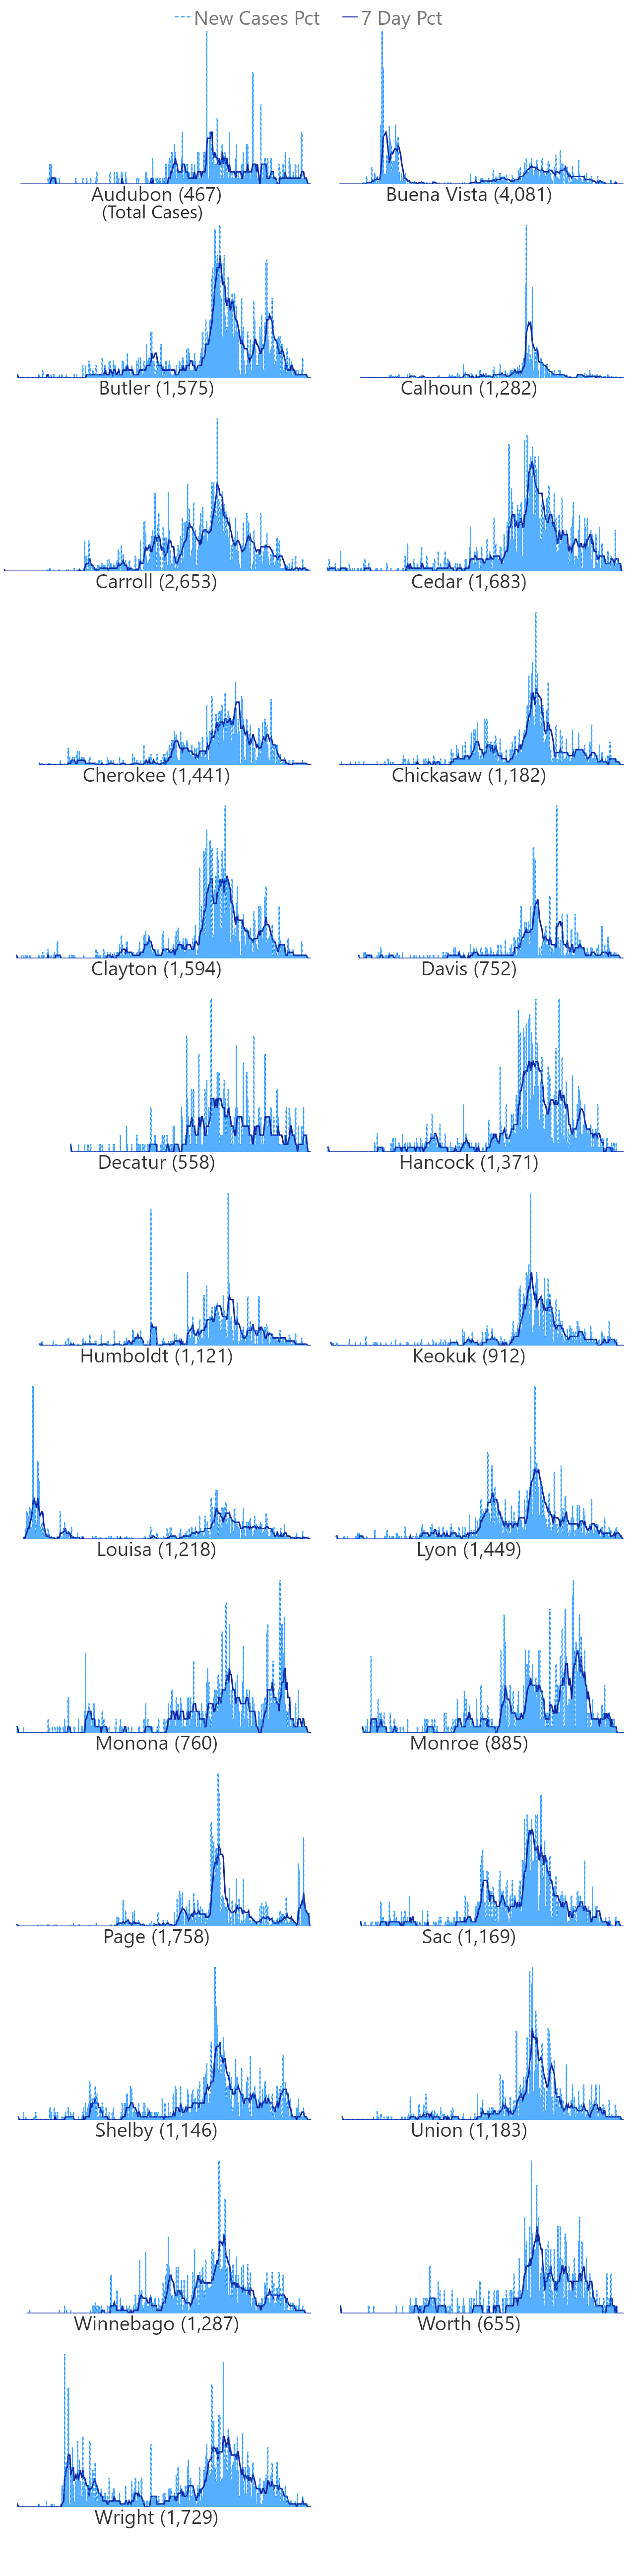 New Cases Pct 7 Day Pct
Audubon (467) Buena Vista (4,081)
(Total Cases)
Butler (1,575) Calhoun (1,282)
Carroll (2,653) Cedar (1,683)
Cherokee (1,441) Chickasaw (1,182)
Clayton (1,594) Davis (752)
Decatur (558) Hancock (1,371)
Humboldt (1,121) Keokuk (912)
Louisa (1,218) Lyon (1,449)
Monona (760) Monroe (885)
Page (1,758) Sac (1,169)
Shelby (1,146) Union (1,183)
Winnebago (1,287) Worth (655)
Wright (1,729)